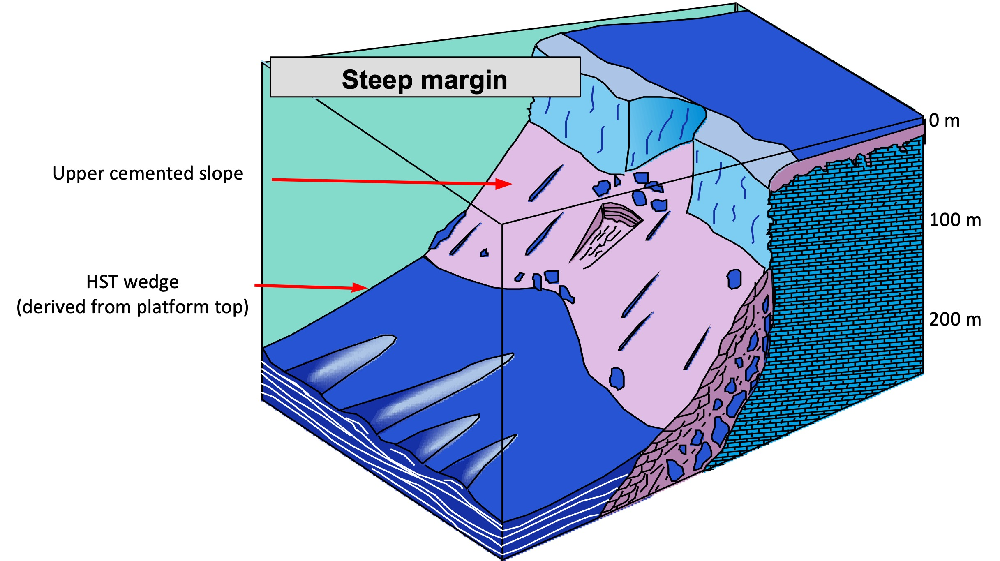 Steep margin
0 m
Upper cemented slope
100 m
HST wedge
(derived from platform top)
200 m